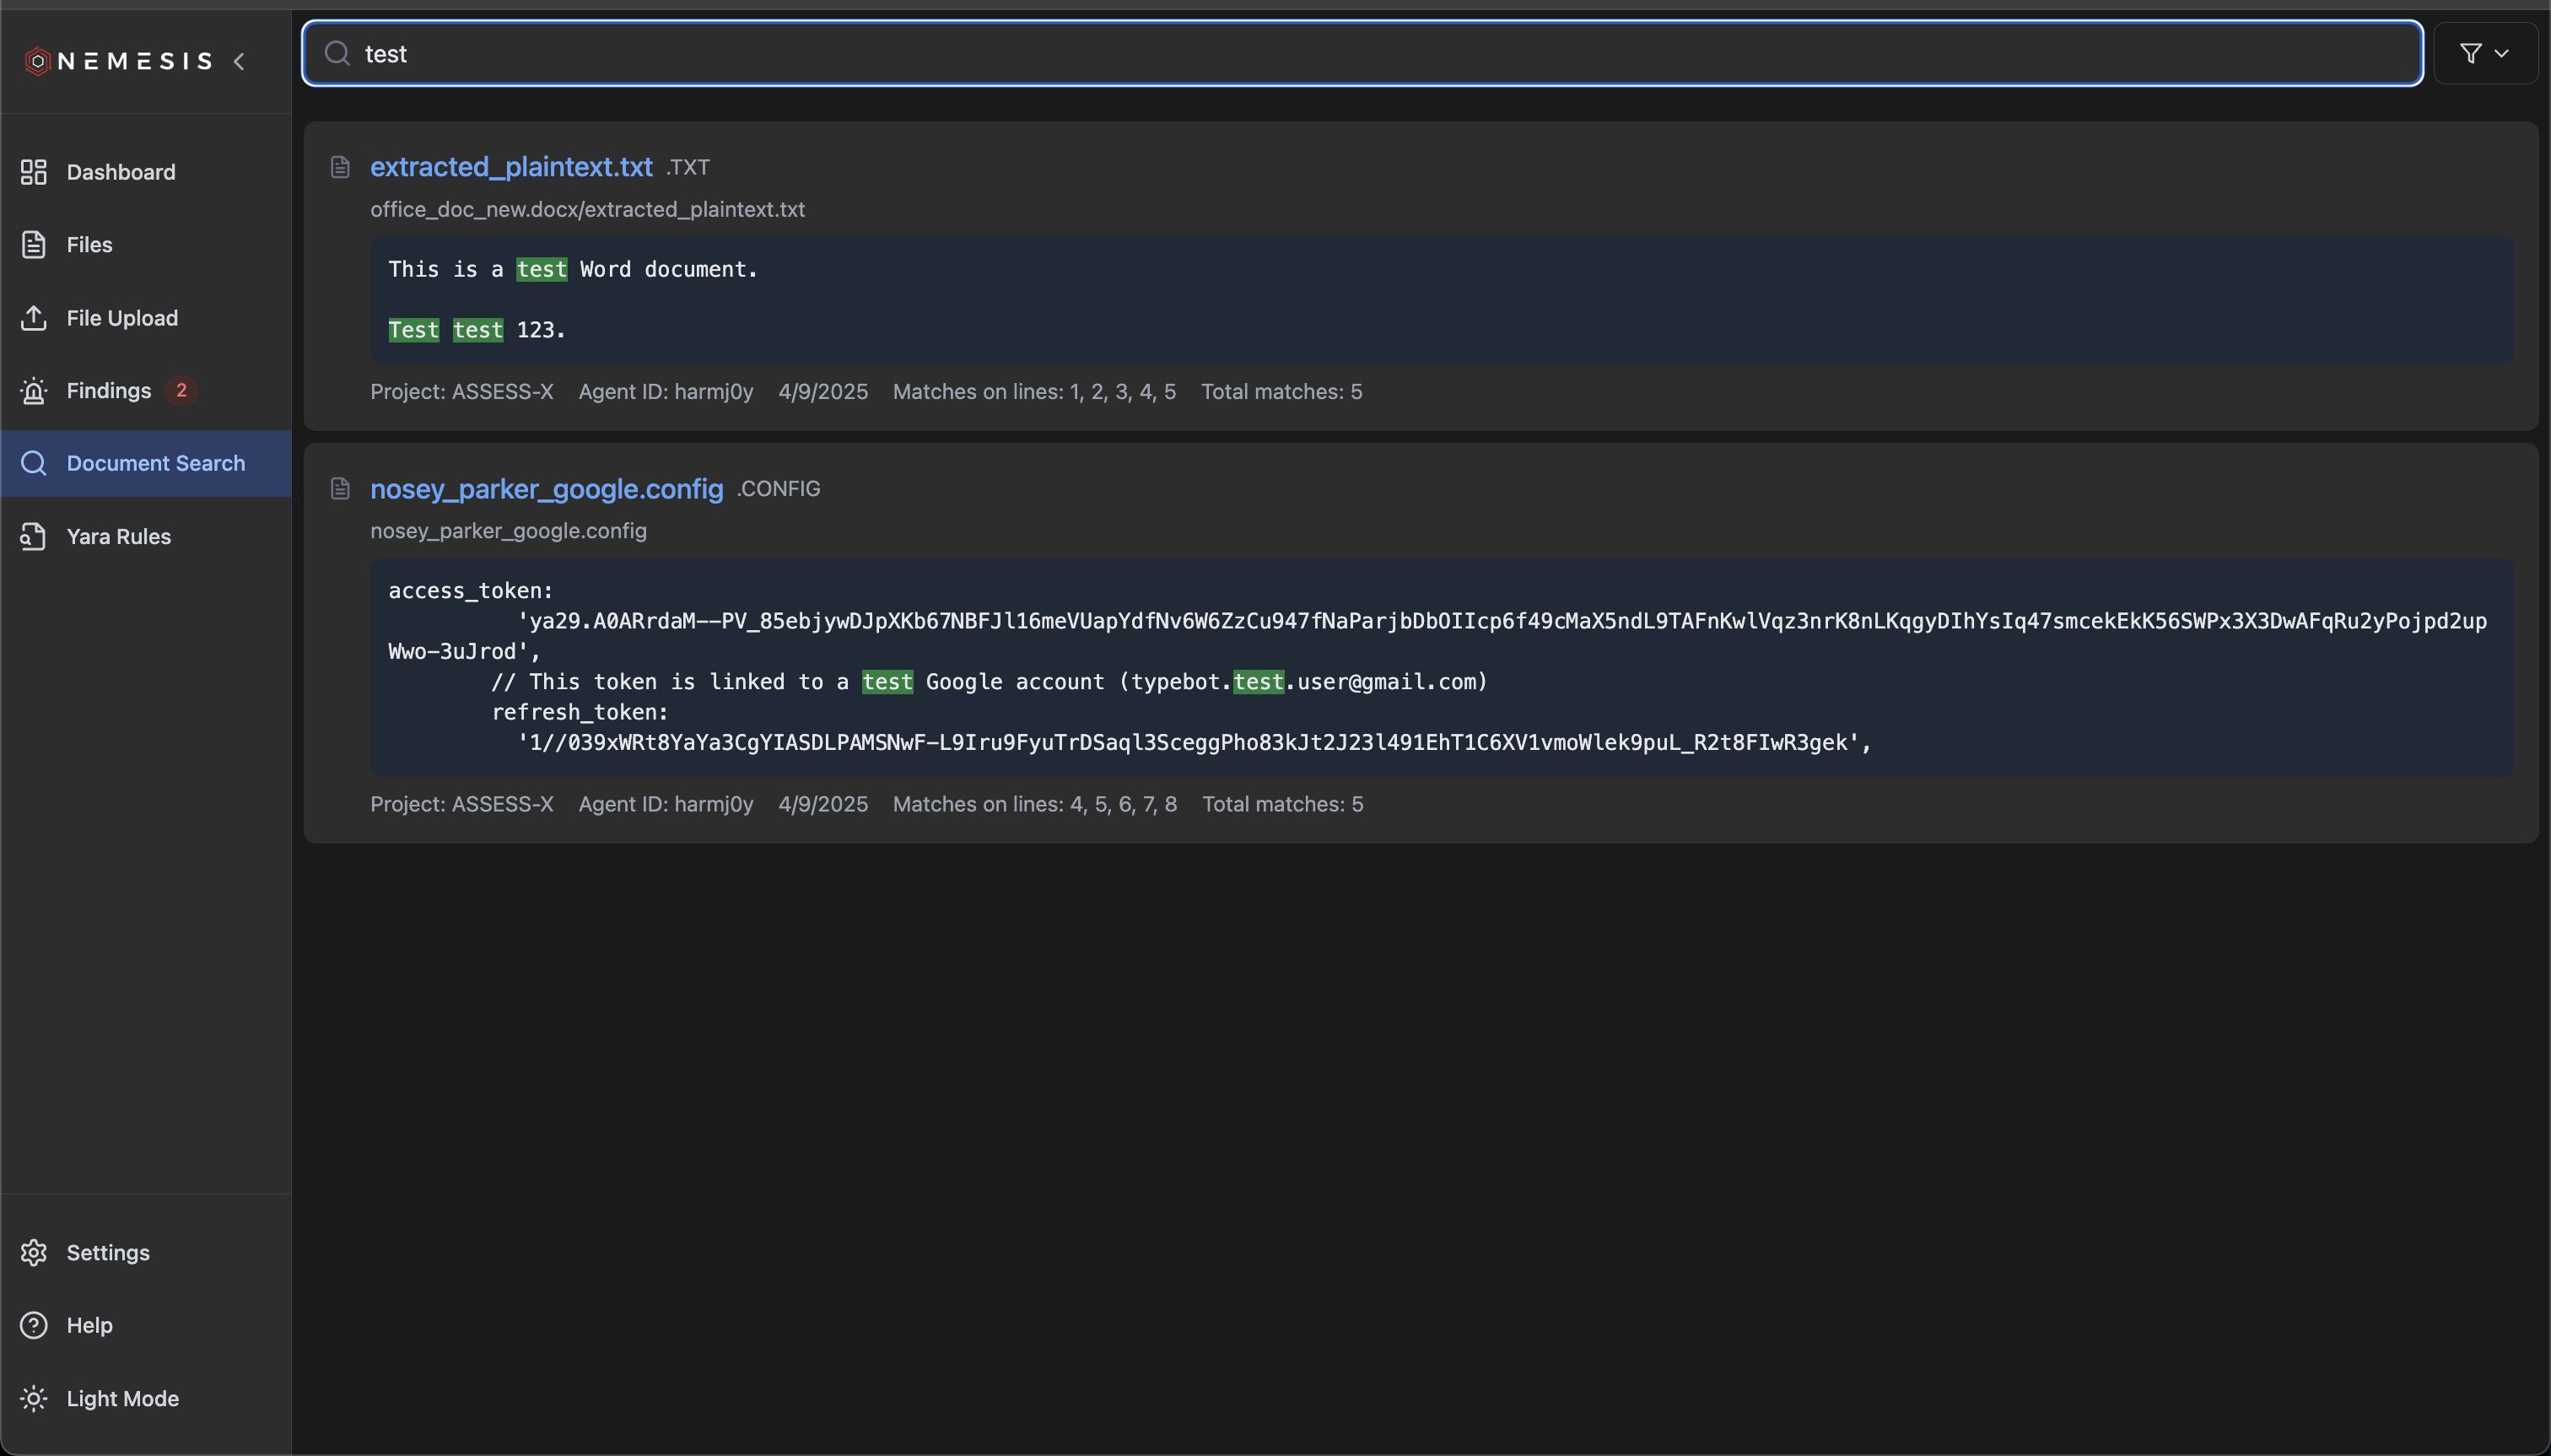 NEMESIS
Dashboard
Files
File Upload
Findings 2
Document Search
Yara Rules
Settings
Help
Light Mode
test
extracted_plaintext.txt .TXT
office_doc_new.docx/extracted_plaintext.txt
This is a test Word document.
Test test 123.
Project: ASSESS-X Agent ID: harmj0y 4/9/2025 Matches on lines: 1, 2, 3, 4, 5 Total matches: 5
nosey_parker_google.config .CONFIG
nosey_parker_google.config
access_token:
'ya29.A0ARrdaM--PV_85ebjywDJpXKb67NBFJl16meVUapYdfNv6W6ZzCu947fNaParjbDbOIIcp6f49cMaX5ndL9TAFnKwlVqz3nrK8nLKqgyDIhYsIq47smcekEkK56SWPx3X3DwAFqRu2yPojpd2up
Wwo-3uJrod',
// This token is linked to a test Google account (typebot.test.user@gmail.com)
refresh_token:
'1//039xWRt8YaYa3CgYIASDLPAMSNwF-L9Iru9FyuTrDSaql3SceggPho83kJt2J23l491EhT1C6XV1vmoWlek9puL_R2t8FIwR3gek',
Project: ASSESS-X Agent ID: harmj0y 4/9/2025 Matches on lines: 4, 5, 6, 7, 8 Total matches: 5